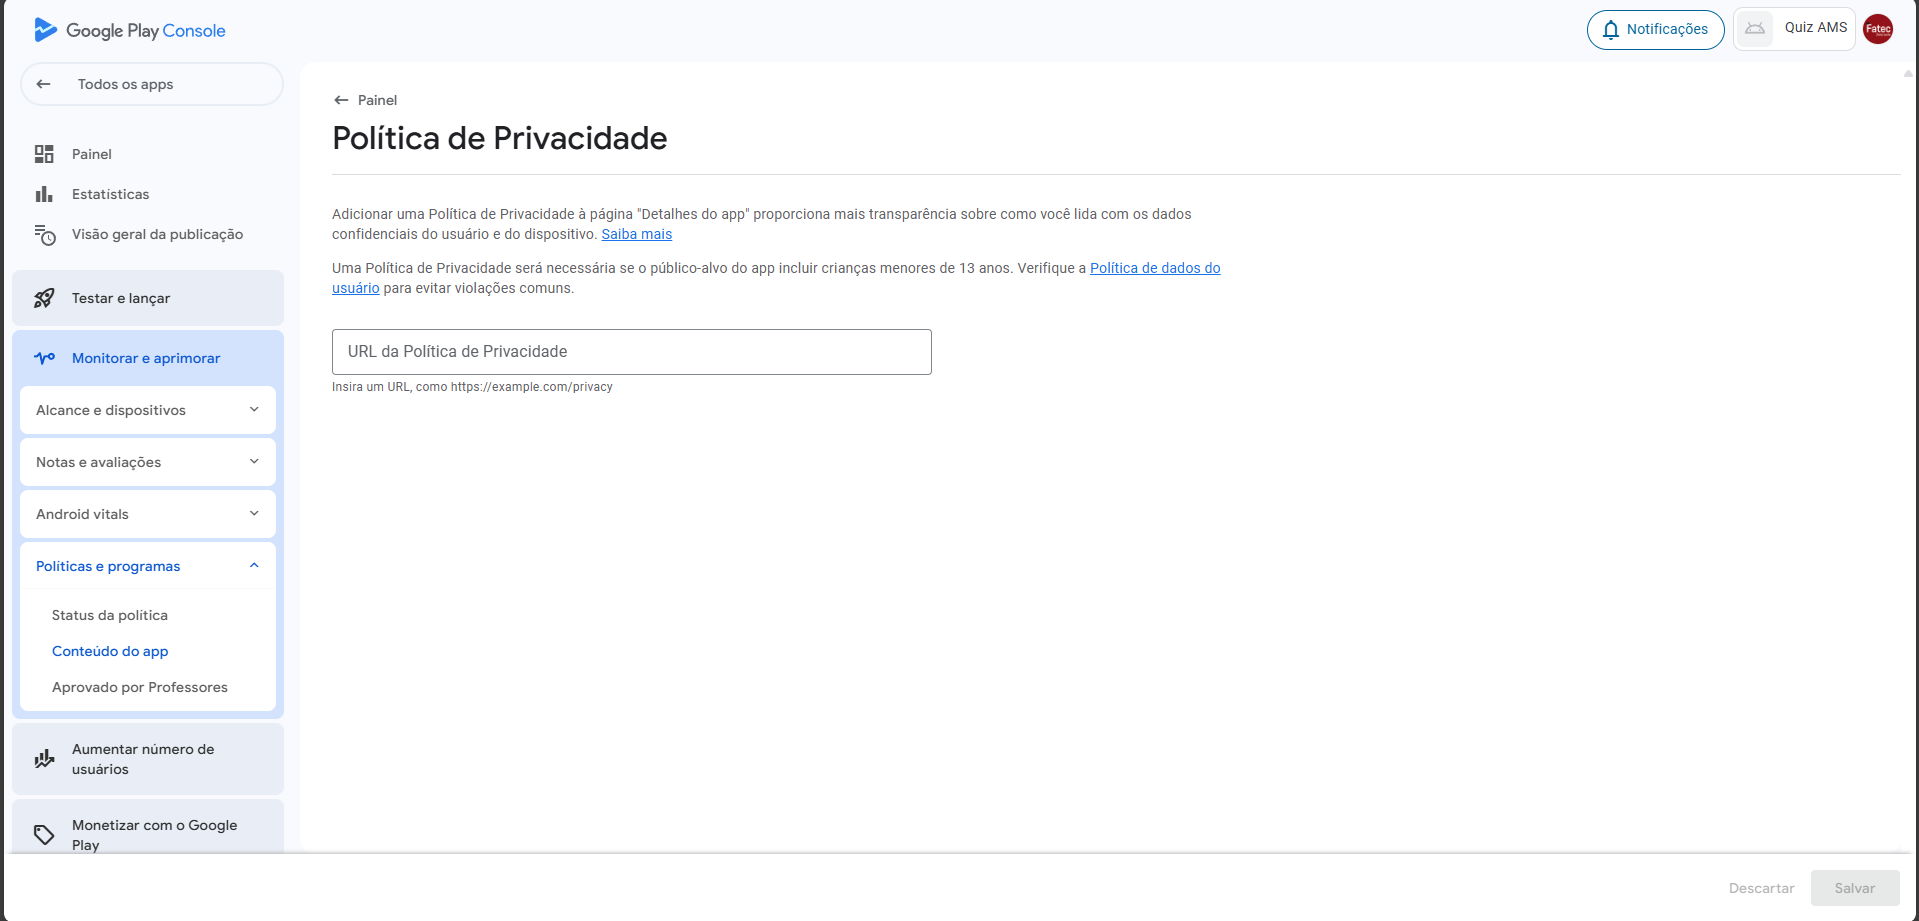 Google Play Console
Notificações
Quiz AMS
Fatec
Todos os apps
Painel
Estatísticas
Visão geral da publicação
Testar e lançar
Monitorar e aprimorar
Alcance e dispositivos
Notas e avaliações
Android vitals
Políticas e programas
Status da política
Conteúdo do app
Aprovado por Professores
Aumentar número de
usuários
Monetizar com o Google
Play
Painel
Política de Privacidade
Adicionar uma Política de Privacidade à página "Detalhes do app" proporciona mais transparência sobre como você lida com os dados
confidenciais do usuário e do dispositivo. Saiba mais
Uma Política de Privacidade será necessária se o público-alvo do app incluir crianças menores de 13 anos. Verifique a Política de dados do
usuário para evitar violações comuns.
URL da Política de Privacidade
Insira um URL, como https://example.com/privacy
Descartar
Salvar